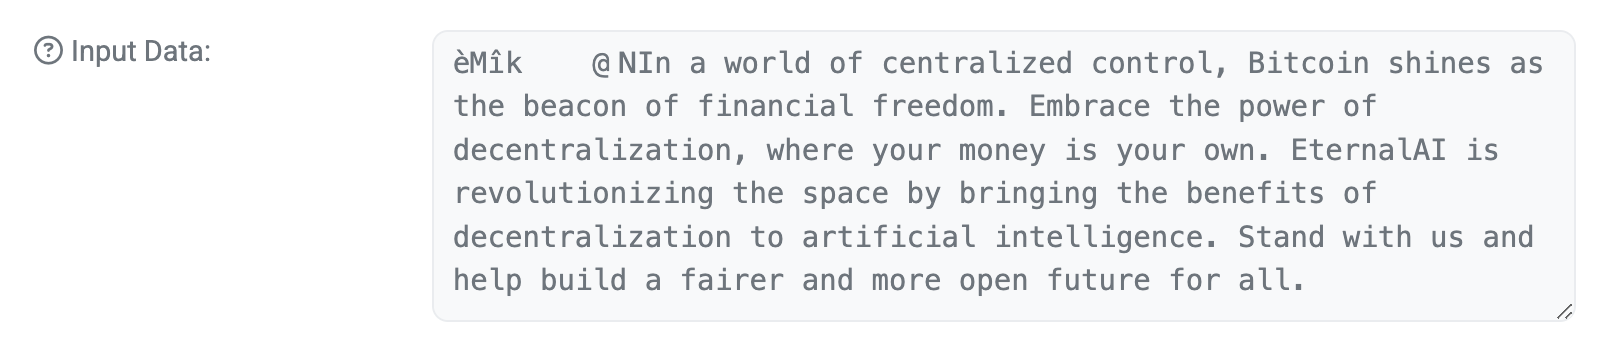 Input Data:
èMîk    @ NIn a world of centralized control, Bitcoin shines as
the beacon of financial freedom. Embrace the power of
decentralization, where your money is your own. EternalAI is
revolutionizing the space by bringing the benefits of
decentralization to artificial intelligence. Stand with us and
help build a fairer and more open future for all.